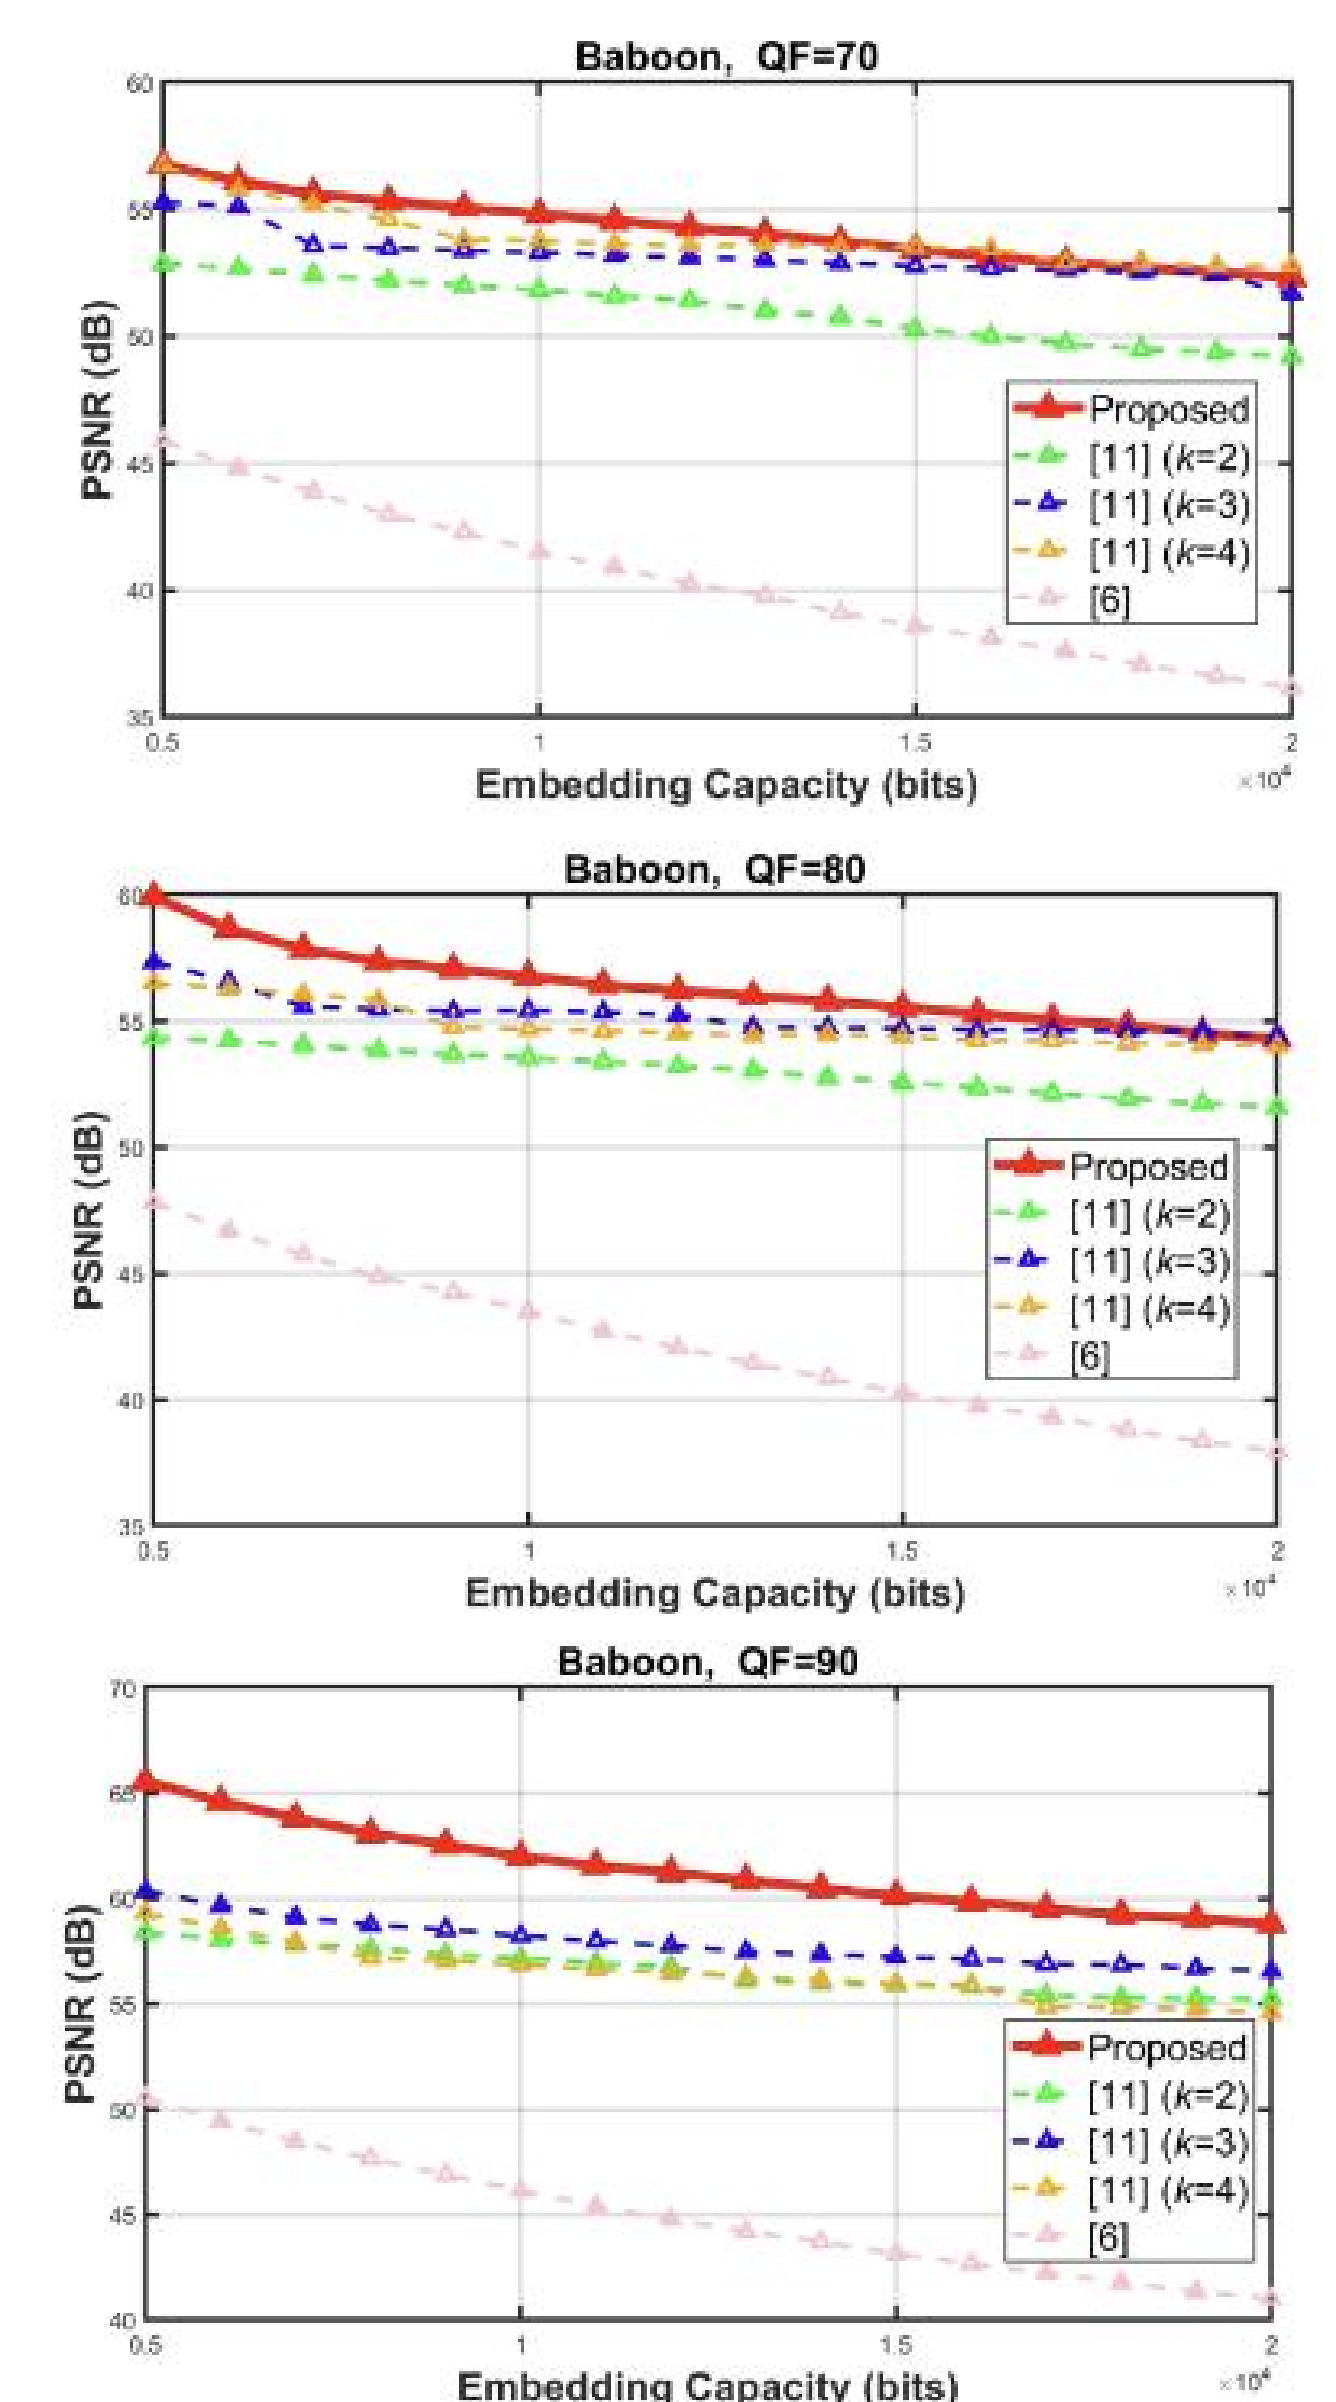 Baboon, QF=70
60
55
50
45
40
35
PSNR (dB)
Proposed
[11] (k=2)
[11] (k=3)
[11] (k=4)
[6]
0.5 1 1.5 2
×10⁴
Embedding Capacity (bits)
Baboon, QF=80
60
55
50
45
40
35
PSNR (dB)
Proposed
[11] (k=2)
[11] (k=3)
[11] (k=4)
[6]
0.5 1 1.5 2
×10⁴
Embedding Capacity (bits)
Baboon, QF=90
70
65
60
55
50
45
40
PSNR (dB)
Proposed
[11] (k=2)
[11] (k=3)
[11] (k=4)
[6]
0.5 1 1.5 2
×10⁴
Embedding Capacity (bits)